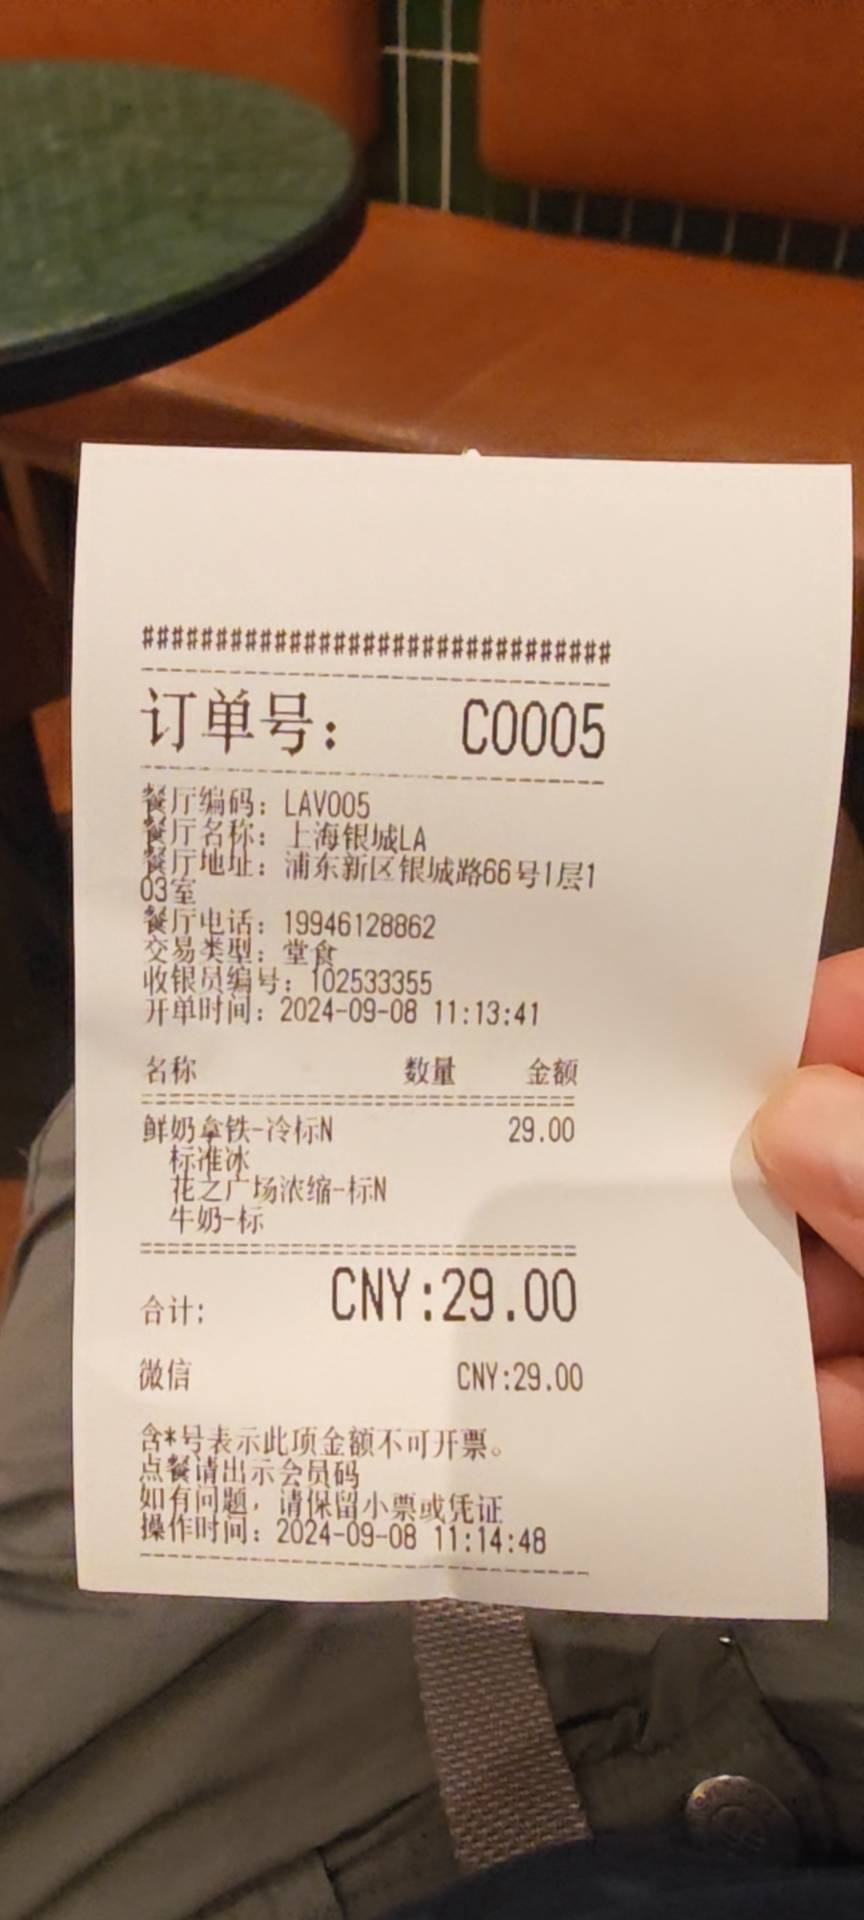 ################################
订单号: C0005
餐厅编码: LAV005
餐厅名称: 上海银城LA
餐厅地址: 浦东新区银城路66号1层1
03室
餐厅电话: 19946128862
交易类型: 堂食
收银员编号: 102533355
开单时间: 2024-09-08 11:13:41
名称 数量 金额
鲜奶拿铁-冷标N 29.00
标准冰
花之广场浓缩-标N
牛奶-标
合计: CNY:29.00
微信 CNY:29.00
含*号表示此项金额不可开票。
点餐请出示会员码
如有问题，请保留小票或凭证
操作时间: 2024-09-08 11:14:48